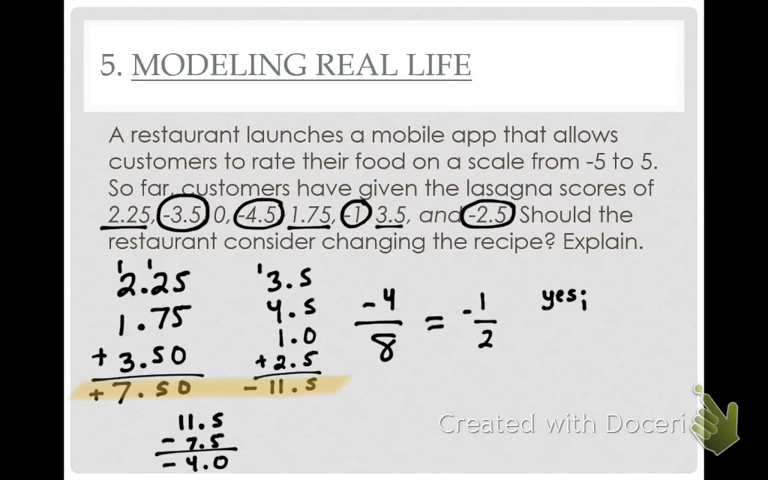 5. MODELING REAL LIFE
A restaurant launches a mobile app that allows
customers to rate their food on a scale from -5 to 5.
So far, customers have given the lasagna scores of
2.25, -3.5, 0, -4.5, 1.75, -1, 3.5, and -2.5. Should the
restaurant consider changing the recipe? Explain.
1 1
2.25
1.75
+ 3.50
+ 7.50
11.5
- 7.5
- 4.0
1
3.5
4.5
1.0
+ 2.5
- 11.5
-4/8 = -1/2
yes;
Created with Doceri